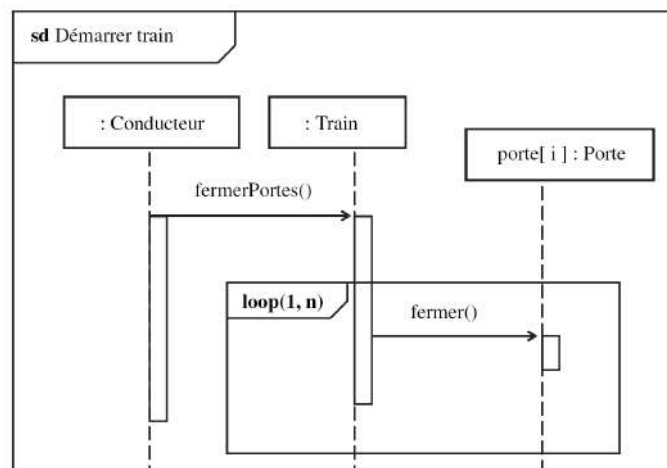 sd Démarrer train
: Conducteur
: Train
porte[ i ] : Porte
fermerPortes()
loop(1, n)
fermer()